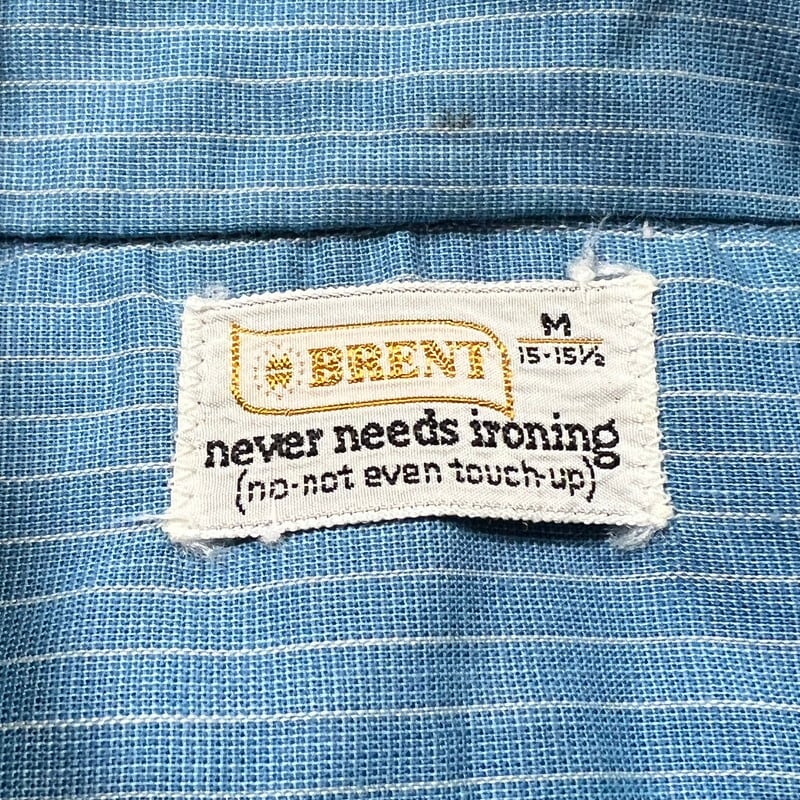 BRENT
M
15-15½
never needs ironing
(no-not even touch-up)